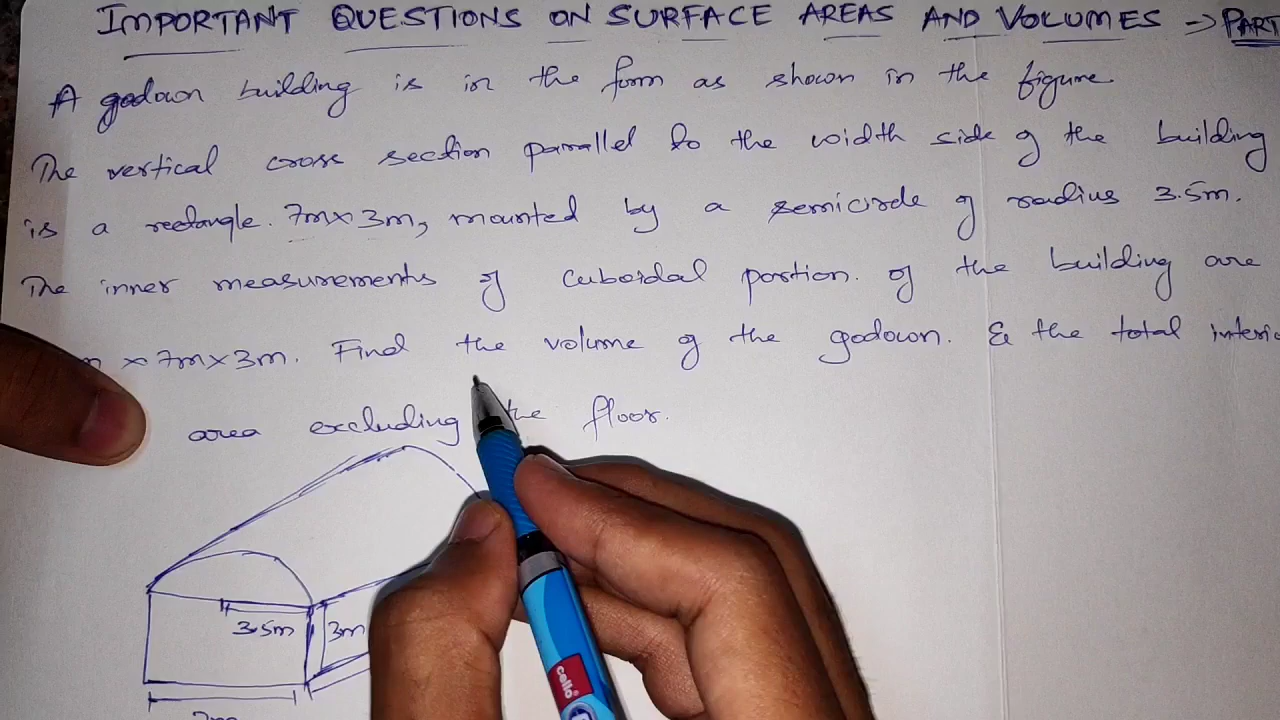 IMPORTANT QUESTIONS ON SURFACE AREAS AND VOLUMES → PART
A godown building is in the form as shown in the figure.
The vertical cross section parallel to the width side of the building
is a rectangle. 7m×3m, mounted by a semicircle of radius 3.5m.
The inner measurements of cuboidal portion. of the building are
× 7m×3m. Find the volume of the godown. & the total
area excluding the floor.
3.5m
3m
cello